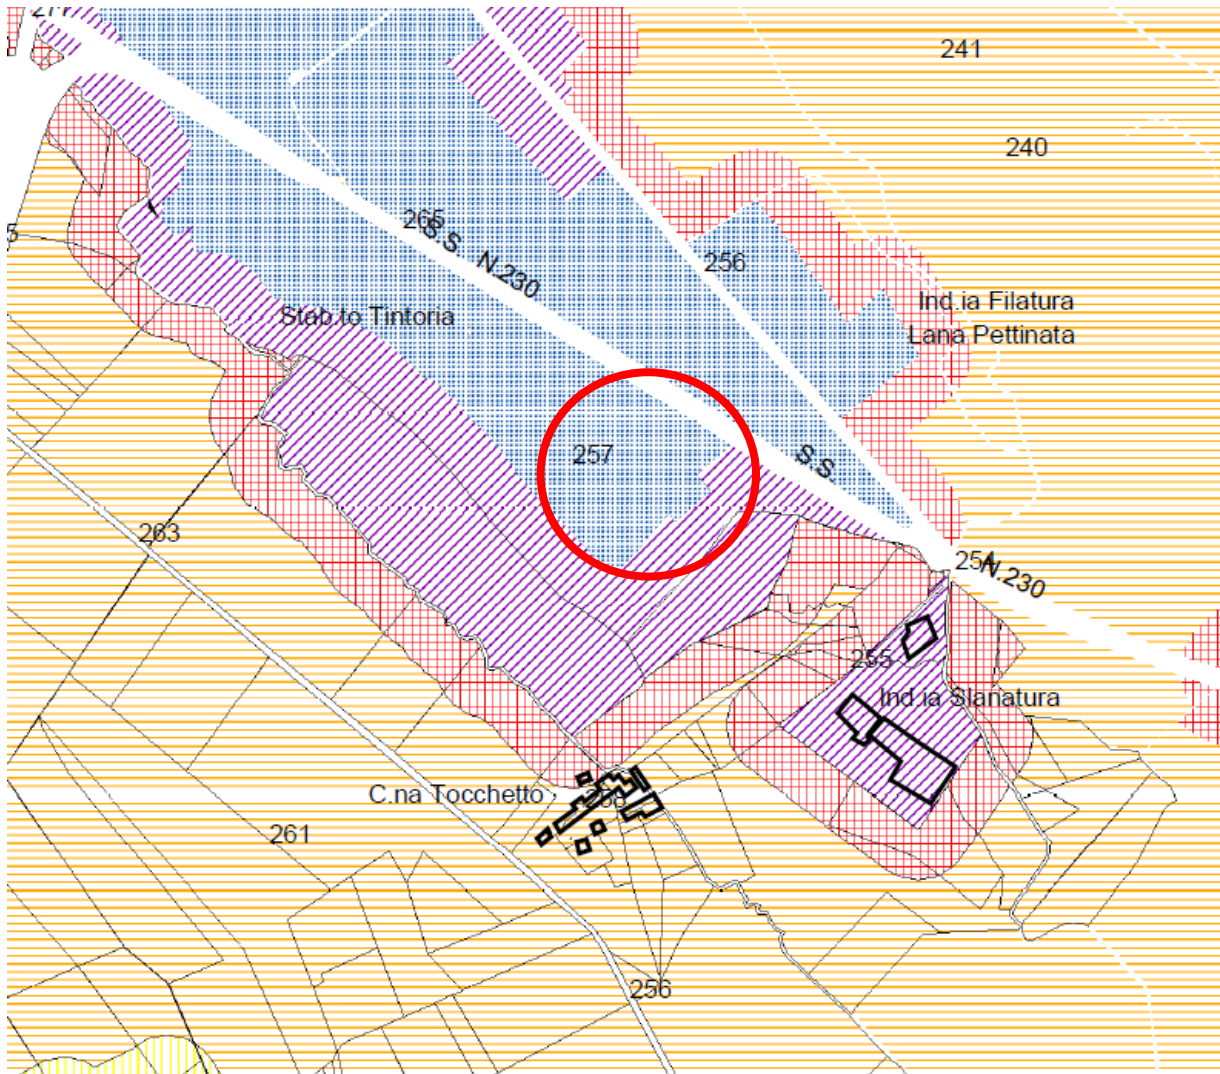 241
240
265
S.S. N.230
256
Ind.ia Filatura
Lana Pettinata
Stab.to Tintoria
257
S.S.
263
254
N.230
255
Ind.ia Slanatura
C.na Tocchetto
261
256